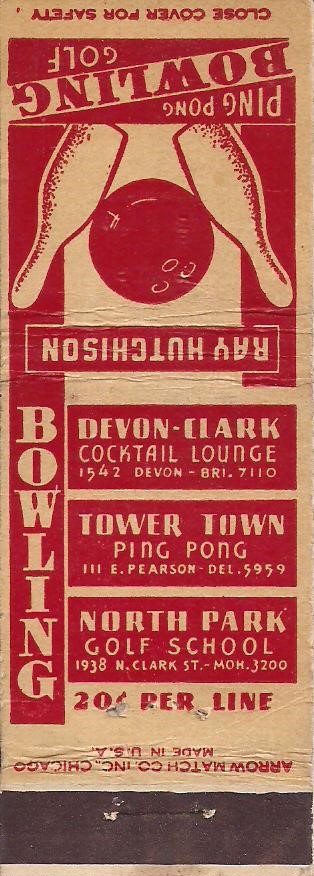 CLOSE COVER FOR SAFETY
PING PONG
BOWLING
GOLF
RAY HUTCHISON
BOWLING
DEVON-CLARK
COCKTAIL LOUNGE
1542 DEVON - BRI. 7110
TOWER TOWN
PING PONG
111 E. PEARSON - DEL. 5959
NORTH PARK
GOLF SCHOOL
1938 N. CLARK ST. - MOH. 3200
20¢ PER LINE
ARROW MATCH CO. INC., CHICAGO
MADE IN U.S.A.